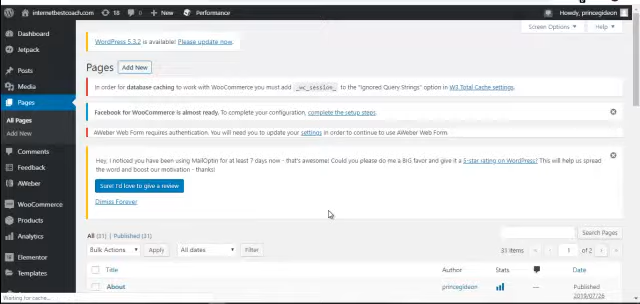 internetbestcoach.com 18 0 New Performance Howdy, princegideon
Screen Options Help
Dashboard
Jetpack
Posts
Media
Pages
All Pages
Add New
Comments
Feedback
AWeber
WooCommerce
Products
Analytics
Elementor
Templates
WordPress 5.3.2 is available! Please update now.
Pages Add New
In order for database caching to work with WooCommerce you must add _wc_session_ to the "Ignored Query Strings" option in W3 Total Cache settings.
Facebook for WooCommerce is almost ready. To complete your configuration, complete the setup steps.
AWeber Web Form requires authentication. You will need to update your settings in order to continue to use AWeber Web Form.
Hey, I noticed you have been using MailOptin for at least 7 days now - that's awesome! Could you please do me a BIG favor and give it a 5-star rating on WordPress? This will help us spread
the word and boost our motivation - thanks!
Sure! I'd love to give a review
Dimiss Forever
Search Pages
All (31) | Published (31)
Bulk Actions Apply All dates Filter 31 items « ‹ 1 of 2 › »
Title Author Stats Date
About princegideon — Published
2019/07/26
Waiting for cache...